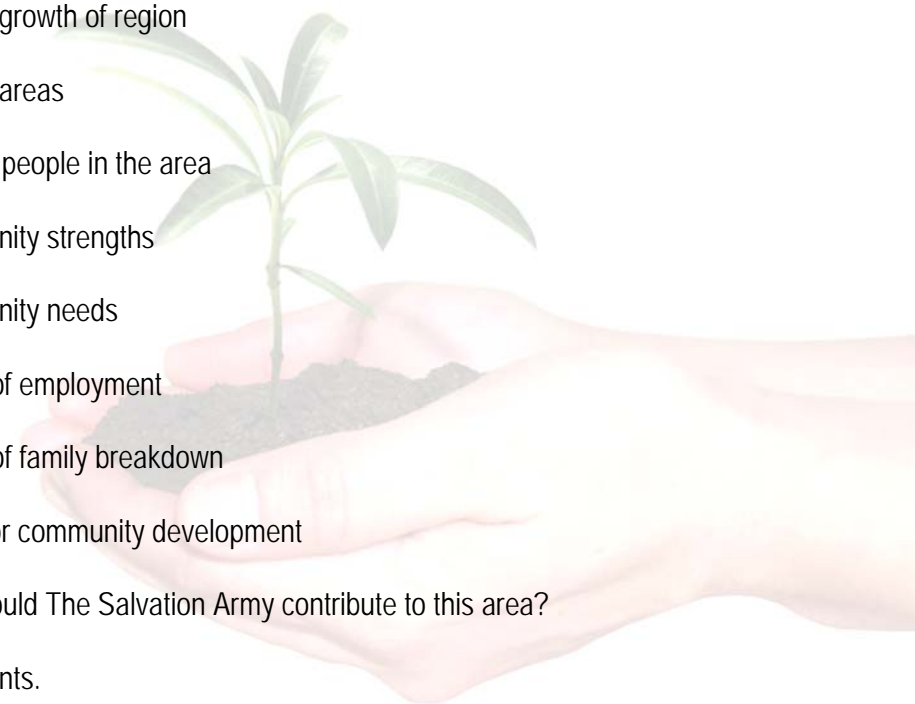 growth of region
areas
people in the area
nity strengths
nity needs
of employment
of family breakdown
or community development
ould The Salvation Army contribute to this area?
nts.